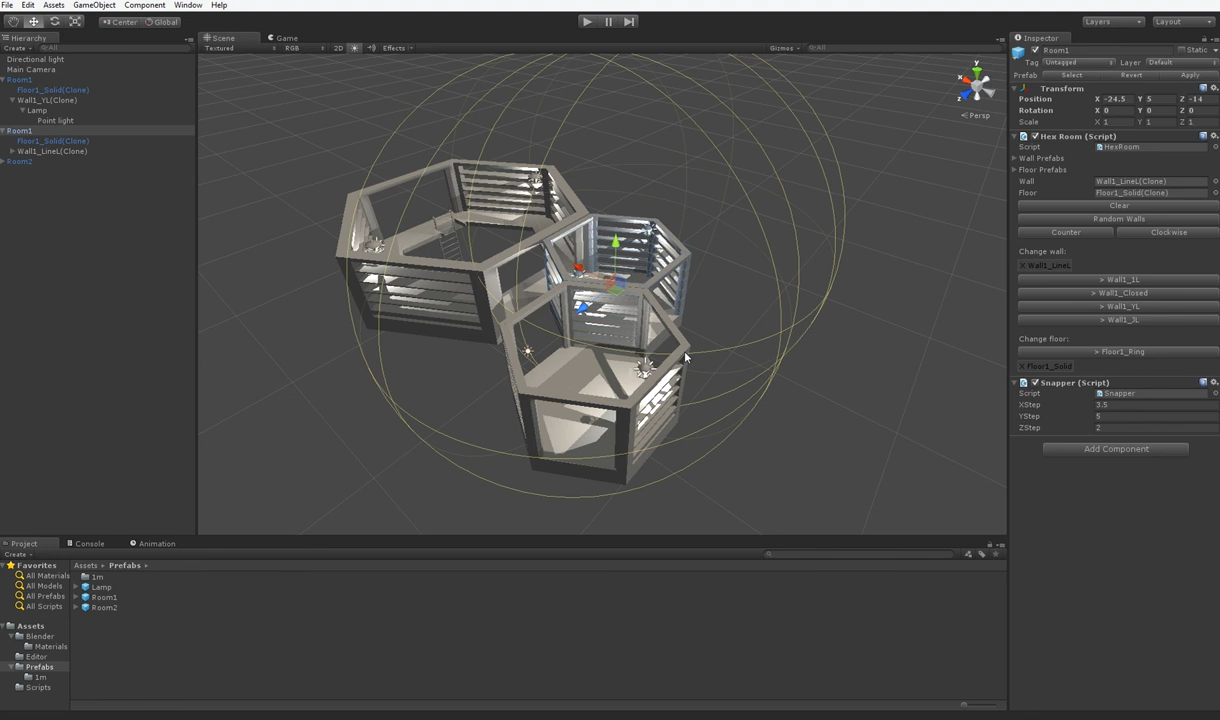 File Edit Assets GameObject Component Window Help
Center Global Layers Layout
Hierarchy
Create All
Directional light
Main Camera
Room1
Floor1_Solid(Clone)
Wall1_YL(Clone)
Lamp
Point light
Room1
Floor1_Solid(Clone)
Wall1_LineL(Clone)
Room2
Scene Game
Textured RGB 2D Effects Gizmos All
y
x
z
Persp
Inspector
Room1 Static
Tag Untagged Layer Default
Prefab Select Revert Apply
Transform
Position X -24.5 Y 5 Z -14
Rotation X 0 Y 0 Z 0
Scale X 1 Y 1 Z 1
Hex Room (Script)
Script HexRoom
Wall Prefabs
Floor Prefabs
Wall Wall1_LineL(Clone)
Floor Floor1_Solid(Clone)
Clear
Random Walls
Counter Clockwise
Change wall:
X Wall1_LineL
> Wall1_1L
> Wall1_Closed
> Wall1_YL
> Wall1_JL
Change floor:
> Floor1_Ring
X Floor1_Solid
Snapper (Script)
Script Snapper
XStep 3.5
YStep 5
ZStep 2
Add Component
Project Console Animation
Create
Favorites
All Materials
All Models
All Prefabs
All Scripts
Assets
Blender
Materials
Editor
Prefabs
1m
Scripts
Assets Prefabs
1m
Lamp
Room1
Room2